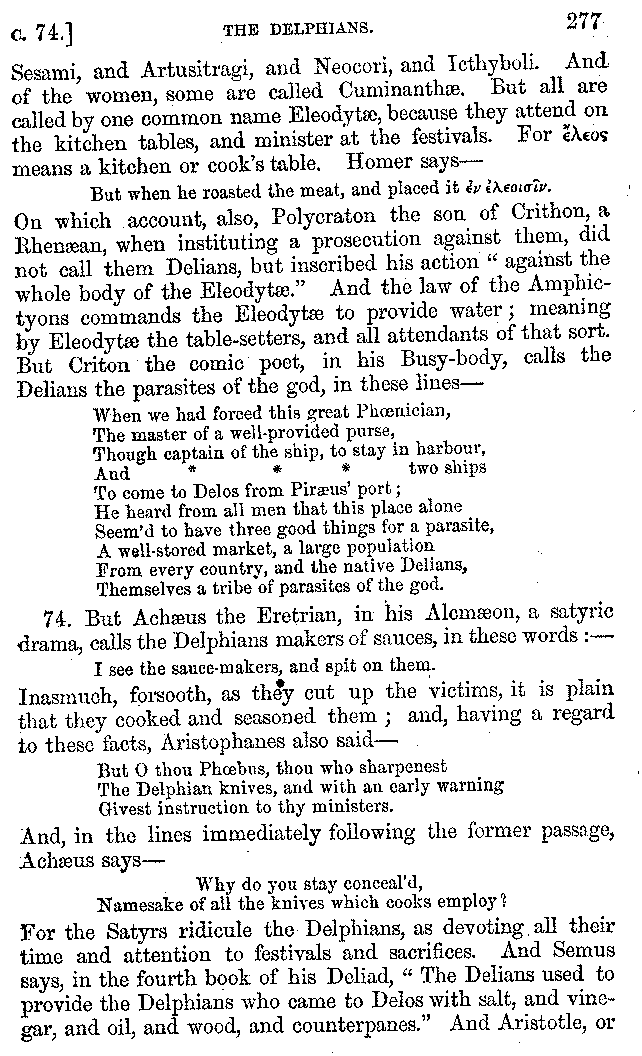 c. 74.] THE DELPHIANS. 277
Sesami, and Artusitragi, and Neocori, and Icthyboli. And
of the women, some are called Cuminanthæ. But all are
called by one common name Eleodytæ, because they attend on
the kitchen tables, and minister at the festivals. For ἔλεος
means a kitchen or cook's table. Homer says—
But when he roasted the meat, and placed it ἐν ἐλεοισῖν.
On which account, also, Polycraton the son of Crithon, a
Rhenæan, when instituting a prosecution against them, did
not call them Delians, but inscribed his action " against the
whole body of the Eleodytæ." And the law of the Amphic-
tyons commands the Eleodytæ to provide water ; meaning
by Eleodytæ the table-setters, and all attendants of that sort.
But Criton the comic poet, in his Busy-body, calls the
Delians the parasites of the god, in these lines—
When we had forced this great Phœnician,
The master of a well-provided purse,
Though captain of the ship, to stay in harbour,
And * * * two ships
To come to Delos from Piræus' port ;
He heard from all men that this place alone
Seem'd to have three good things for a parasite,
A well-stored market, a large population
From every country, and the native Delians,
Themselves a tribe of parasites of the god.
74. But Achæus the Eretrian, in his Alcmæon, a satyric
drama, calls the Delphians makers of sauces, in these words :—
I see the sauce-makers, and spit on them.
Inasmuch, forsooth, as they cut up the victims, it is plain
that they cooked and seasoned them ; and, having a regard
to these facts, Aristophanes also said—
But O thou Phœbus, thou who sharpenest
The Delphian knives, and with an early warning
Givest instruction to thy ministers.
And, in the lines immediately following the former passage,
Achæus says—
Why do you stay conceal'd,
Namesake of all the knives which cooks employ ?
For the Satyrs ridicule the Delphians, as devoting all their
time and attention to festivals and sacrifices. And Semus
says, in the fourth book of his Deliad, " The Delians used to
provide the Delphians who came to Delos with salt, and vine-
gar, and oil, and wood, and counterpanes." And Aristotle, or